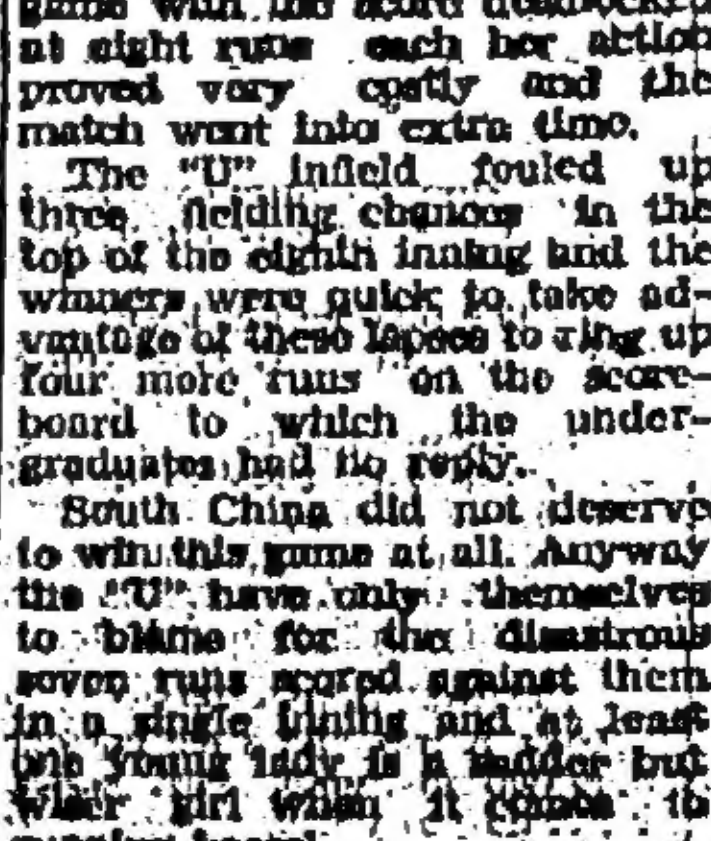 game with the score deadlocked
at eight runs each her action
proved very costly and the
match went into extra time.
The "U" infield fouled up
three fielding chances in the
top of the eighth inning and the
winners were quick to take ad-
vantage of these lapses to ring up
four more runs on the score-
board to which the under-
graduates had no reply.
South China did not deserve
to win this game at all. Anyway
the "U" have only themselves
to blame for the disastrous
seven runs scored against them
in a single inning and at least
one young lady is a sadder but
wiser girl when it comes to